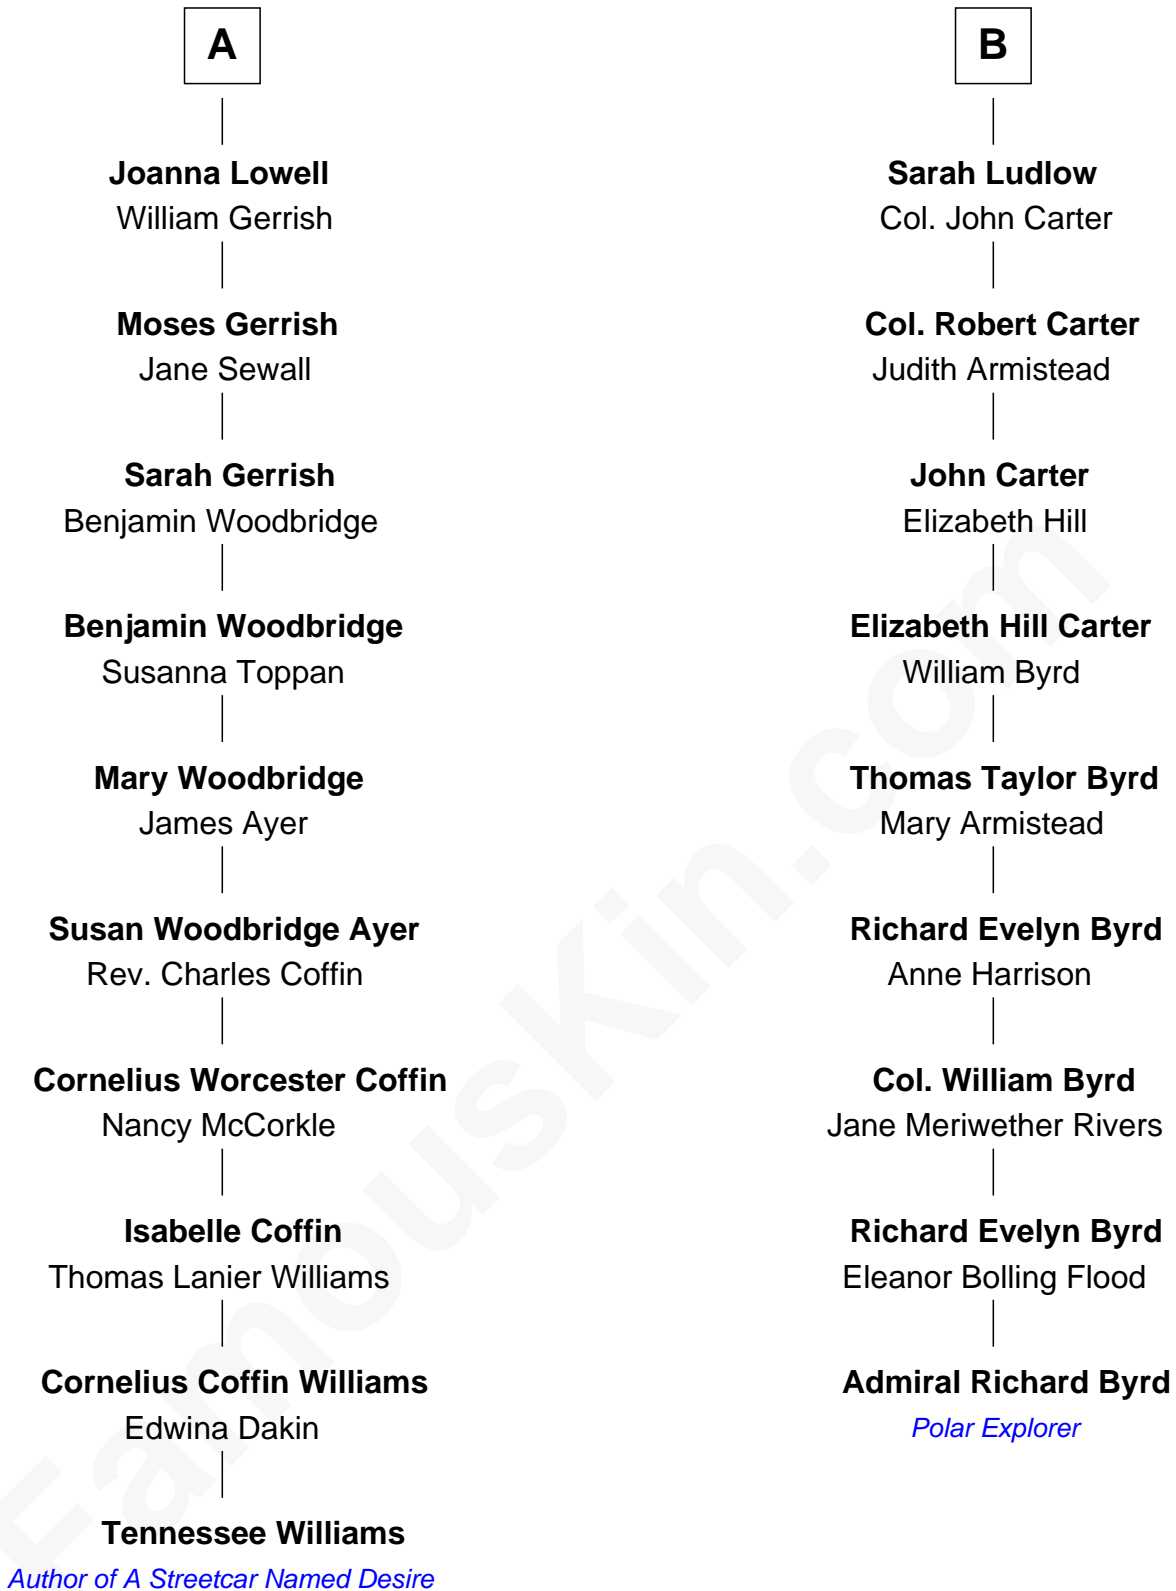 A
Joanna Lowell
William Gerrish
Moses Gerrish
Jane Sewall
Sarah Gerrish
Benjamin Woodbridge
Benjamin Woodbridge
Susanna Toppan
Mary Woodbridge
James Ayer
Susan Woodbridge Ayer
Rev. Charles Coffin
Cornelius Worcester Coffin
Nancy McCorkle
Isabelle Coffin
Thomas Lanier Williams
Cornelius Coffin Williams
Edwina Dakin
Tennessee Williams
Author of A Streetcar Named Desire
B
Sarah Ludlow
Col. John Carter
Col. Robert Carter
Judith Armistead
John Carter
Elizabeth Hill
Elizabeth Hill Carter
William Byrd
Thomas Taylor Byrd
Mary Armistead
Richard Evelyn Byrd
Anne Harrison
Col. William Byrd
Jane Meriwether Rivers
Richard Evelyn Byrd
Eleanor Bolling Flood
Admiral Richard Byrd
Polar Explorer
FamousKin.com